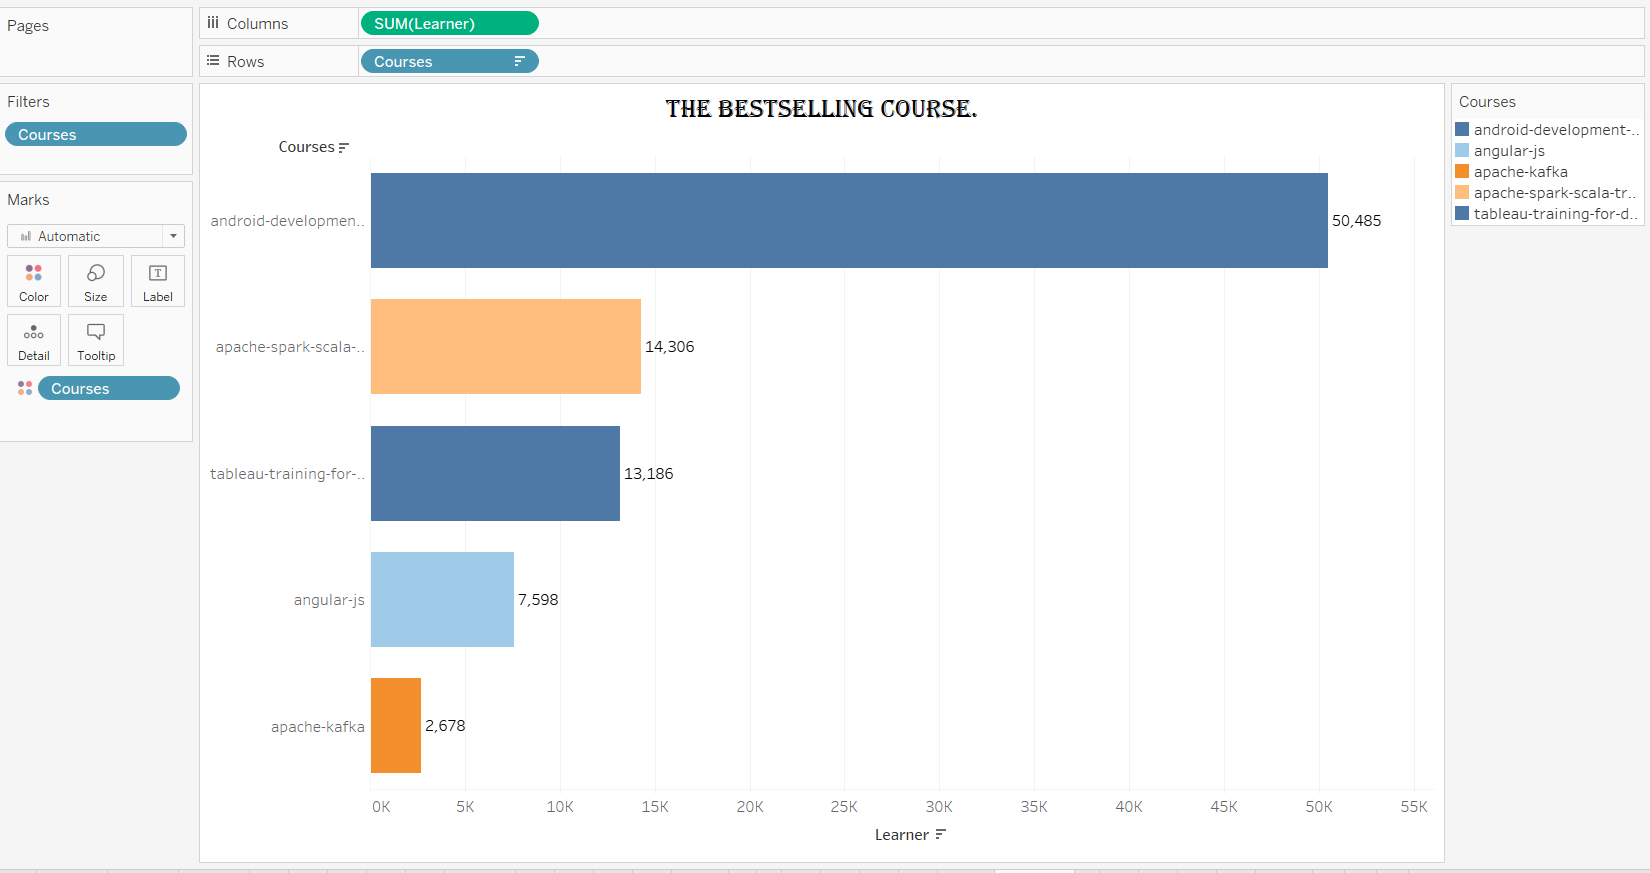 Pages
Columns
SUM(Learner)
Rows
Courses
Filters
Courses
Marks
Automatic
Color
Size
Label
Detail
Tooltip
Courses
THE BESTSELLING COURSE.
Courses
android-developmen..
50,485
apache-spark-scala-..
14,306
tableau-training-for-..
13,186
angular-js
7,598
apache-kafka
2,678
0K 5K 10K 15K 20K 25K 30K 35K 40K 45K 50K 55K
Learner
Courses
android-development-..
angular-js
apache-kafka
apache-spark-scala-tr..
tableau-training-for-d..